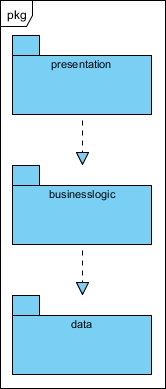 pkg
presentation
businesslogic
data